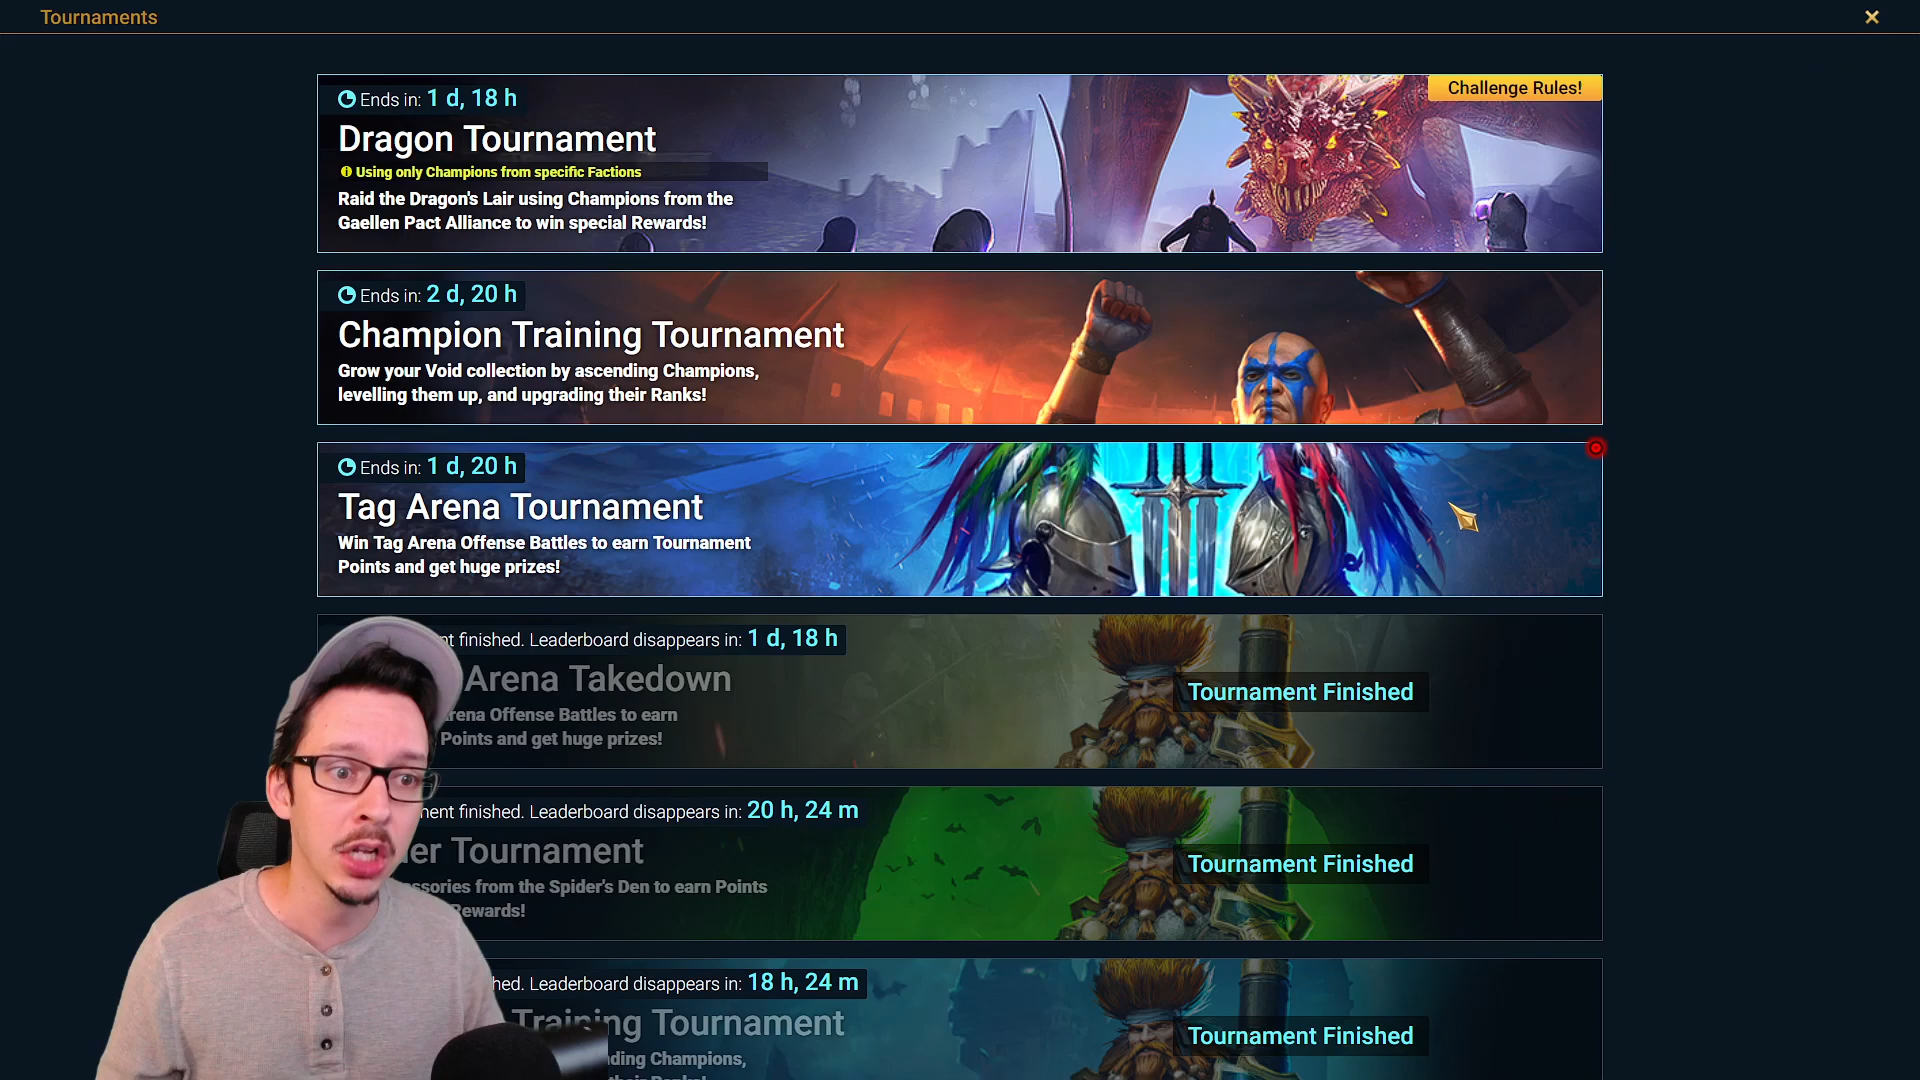 Tournaments
Ends in: 1 d, 18 h
Challenge Rules!
Dragon Tournament
Using only Champions from specific Factions
Raid the Dragon's Lair using Champions from the
Gaellen Pact Alliance to win special Rewards!
Ends in: 2 d, 20 h
Champion Training Tournament
Grow your Void collection by ascending Champions,
levelling them up, and upgrading their Ranks!
Ends in: 1 d, 20 h
Tag Arena Tournament
Win Tag Arena Offense Battles to earn Tournament
Points and get huge prizes!
finished. Leaderboard disappears in: 1 d, 18 h
Arena Takedown
Tournament Finished
Arena Offense Battles to earn
Points and get huge prizes!
finished. Leaderboard disappears in: 20 h, 24 m
Tournament
Tournament Finished
from the Spider's Den to earn Points
Rewards!
Leaderboard disappears in: 18 h, 24 m
Training Tournament
Tournament Finished
Champions,